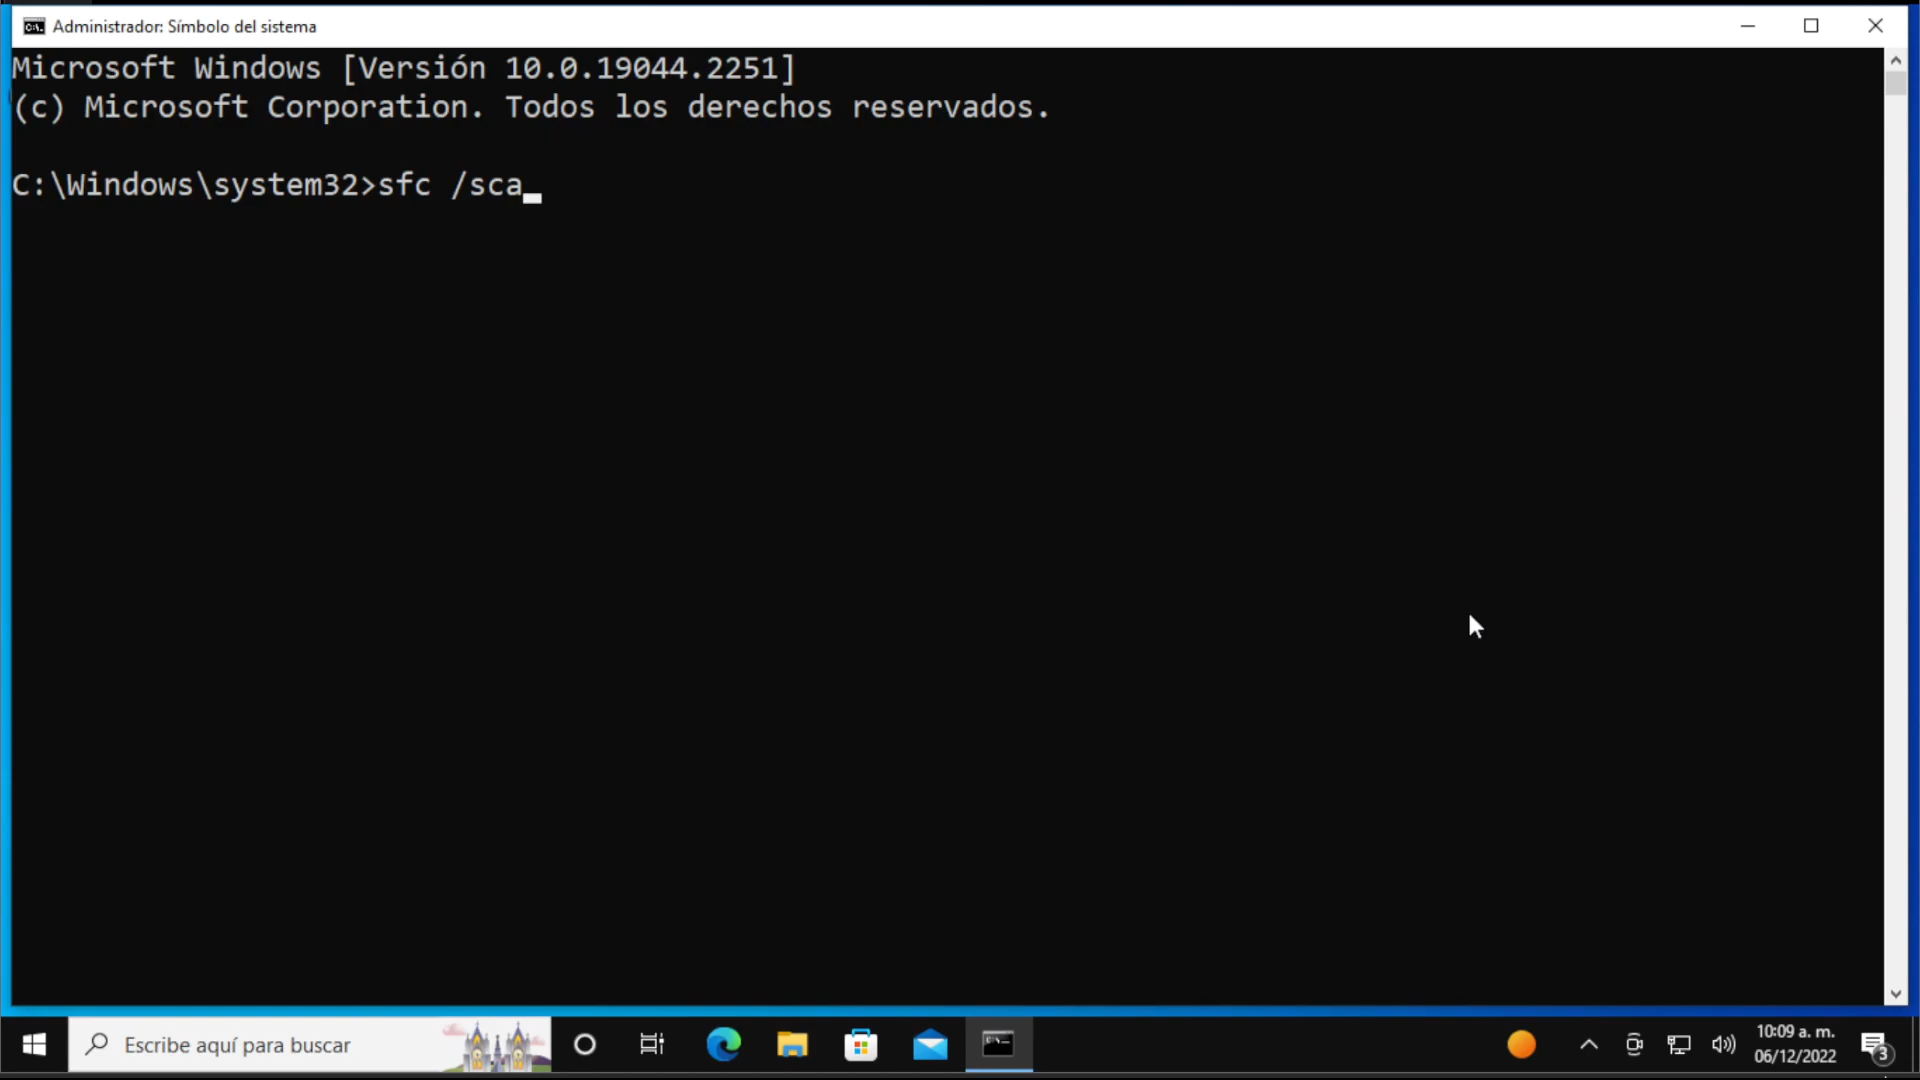 Administrador: Símbolo del sistema
Microsoft Windows [Versión 10.0.19044.2251]
(c) Microsoft Corporation. Todos los derechos reservados.
C:\Windows\system32>sfc /sca
Escribe aquí para buscar
10:09 a. m.
06/12/2022
3